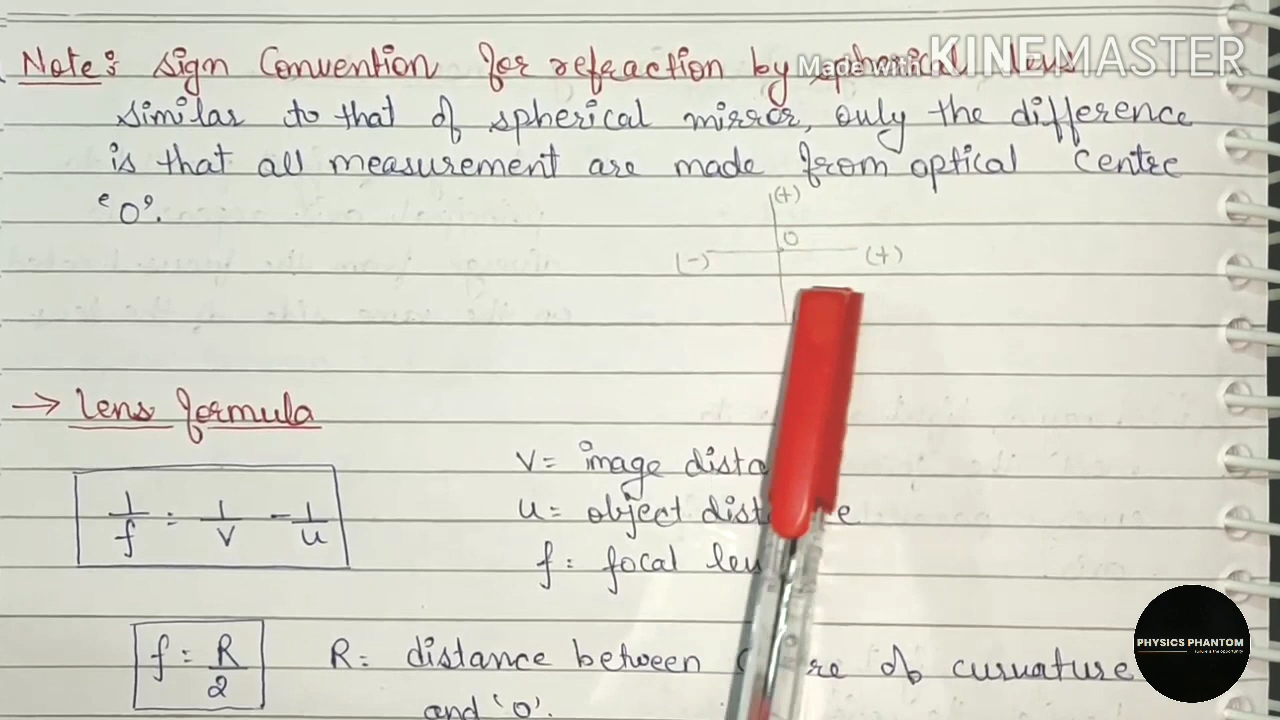 Note: Sign Convention for refraction by spherical lens
Made with KINEMASTER
similar to that of spherical mirror, only the difference
is that all measurement are made from optical centre
'O'.
(+)
O
(-) (+)
→ Lens formula
1/f = 1/v - 1/u
v = image dista
u = object dist e
f = focal len
f = R/2
R = distance between C re of curvature
and 'O'.
PHYSICS PHANTOM